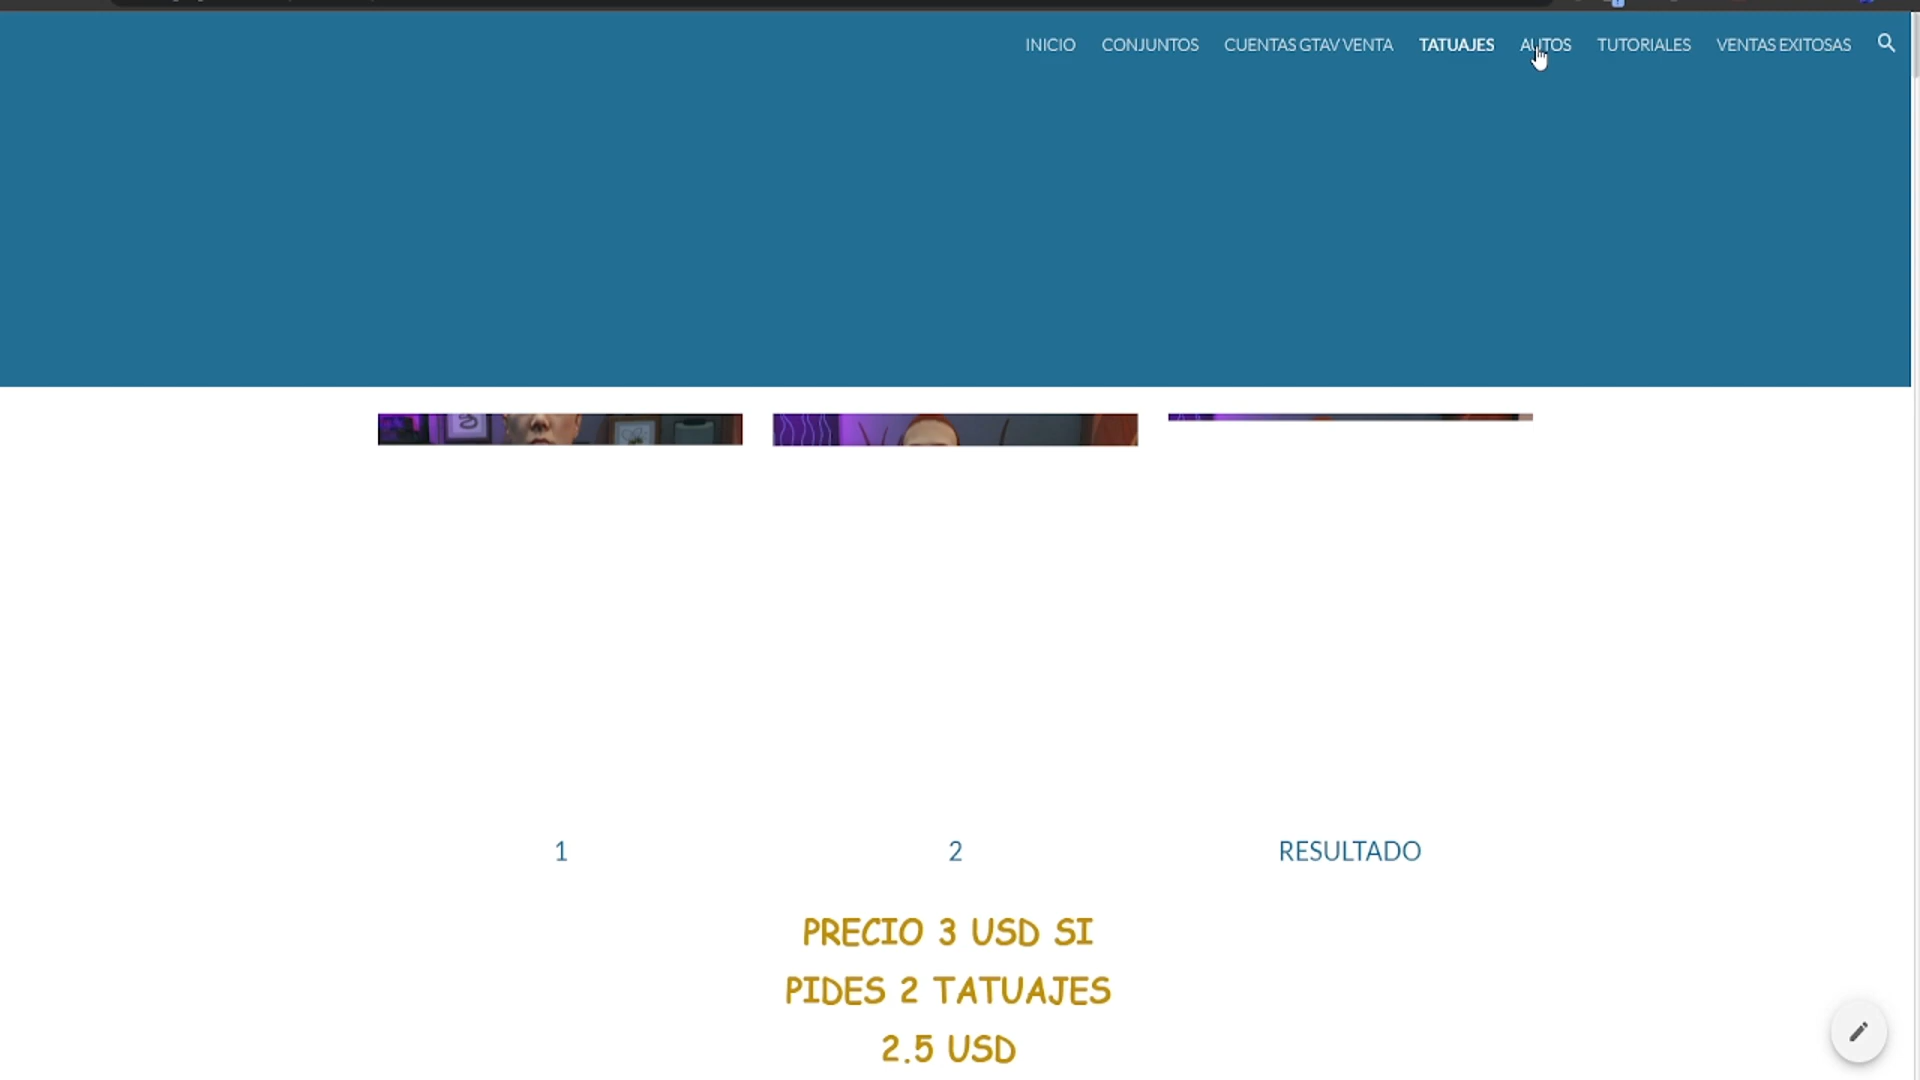 INICIO CONJUNTOS CUENTAS GTAV VENTA TATUAJES AUTOS TUTORIALES VENTAS EXITOSAS
1 2 RESULTADO
PRECIO 3 USD SI
PIDES 2 TATUAJES
2.5 USD